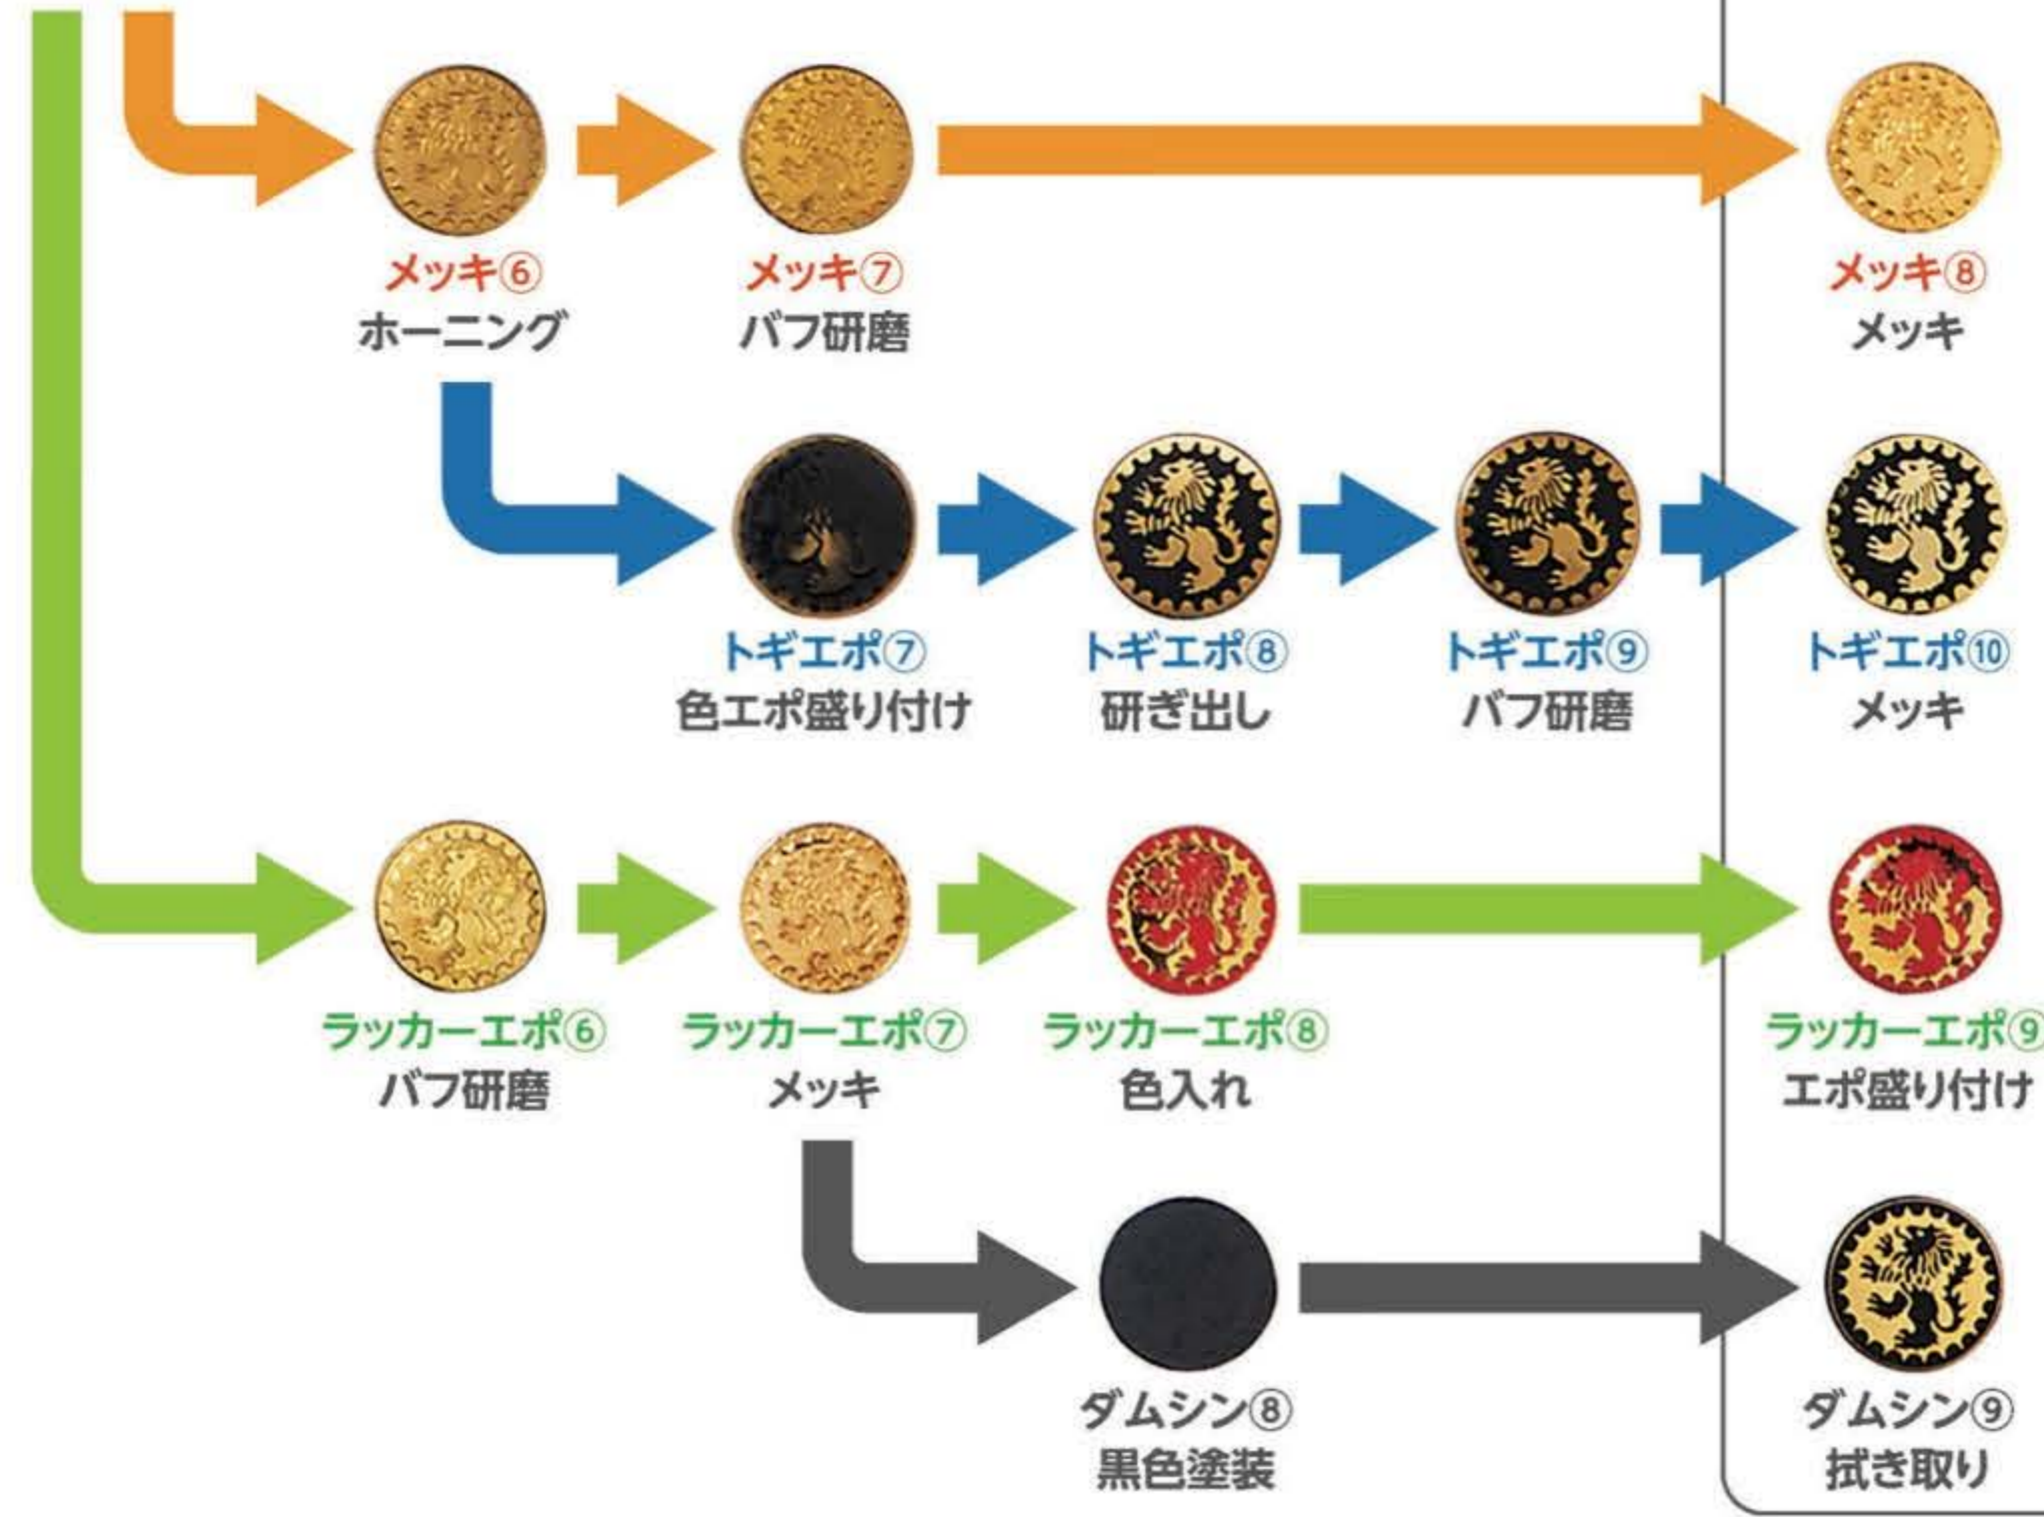 メッキ⑥
ホーニング
メッキ⑦
バフ研磨
メッキ⑧
メッキ
トギエポ⑦
色エポ盛り付け
トギエポ⑧
研ぎ出し
トギエポ⑨
バフ研磨
トギエポ⑩
メッキ
ラッカーエポ⑥
バフ研磨
ラッカーエポ⑦
メッキ
ラッカーエポ⑧
色入れ
ラッカーエポ⑨
エポ盛り付け
ダムシン⑧
黒色塗装
ダムシン⑨
拭き取り